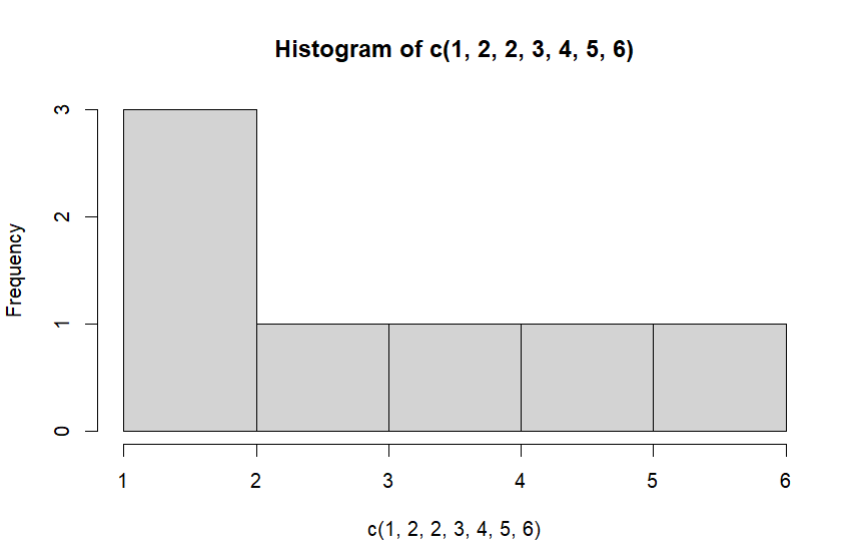 Histogram of c(1, 2, 2, 3, 4, 5, 6)
3
2
1
0
Frequency
1 2 3 4 5 6
c(1, 2, 2, 3, 4, 5, 6)